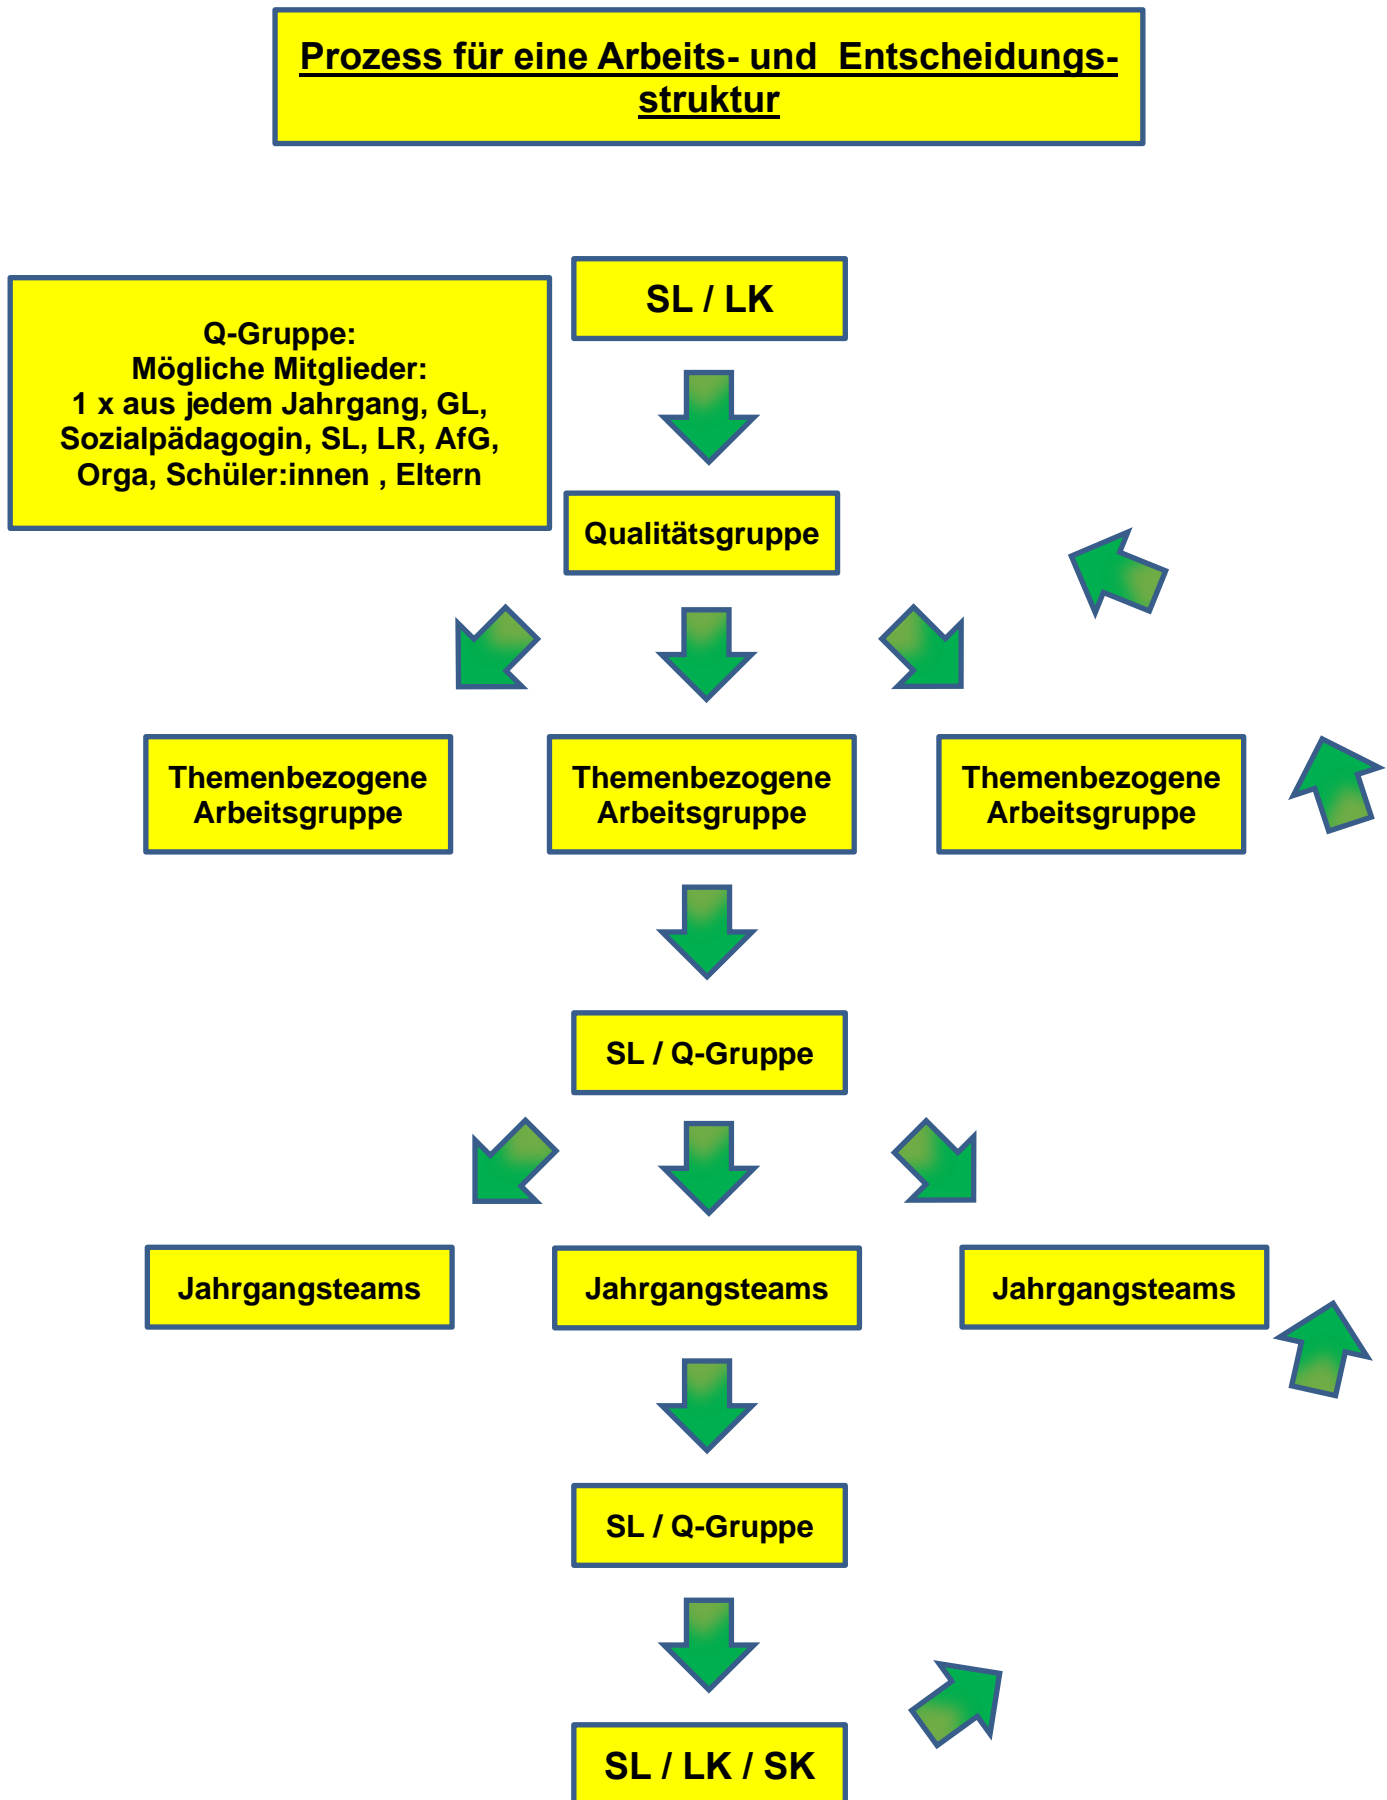 Prozess für eine Arbeits- und  Entscheidungs-
struktur
SL / LK
Q-Gruppe:
Mögliche Mitglieder:
1 x aus jedem Jahrgang, GL,
Sozialpädagogin, SL, LR, AfG,
Orga, Schüler:innen , Eltern
Qualitätsgruppe
Themenbezogene
Arbeitsgruppe
Themenbezogene
Arbeitsgruppe
Themenbezogene
Arbeitsgruppe
SL / Q-Gruppe
Jahrgangsteams
Jahrgangsteams
Jahrgangsteams
SL / Q-Gruppe
SL / LK / SK